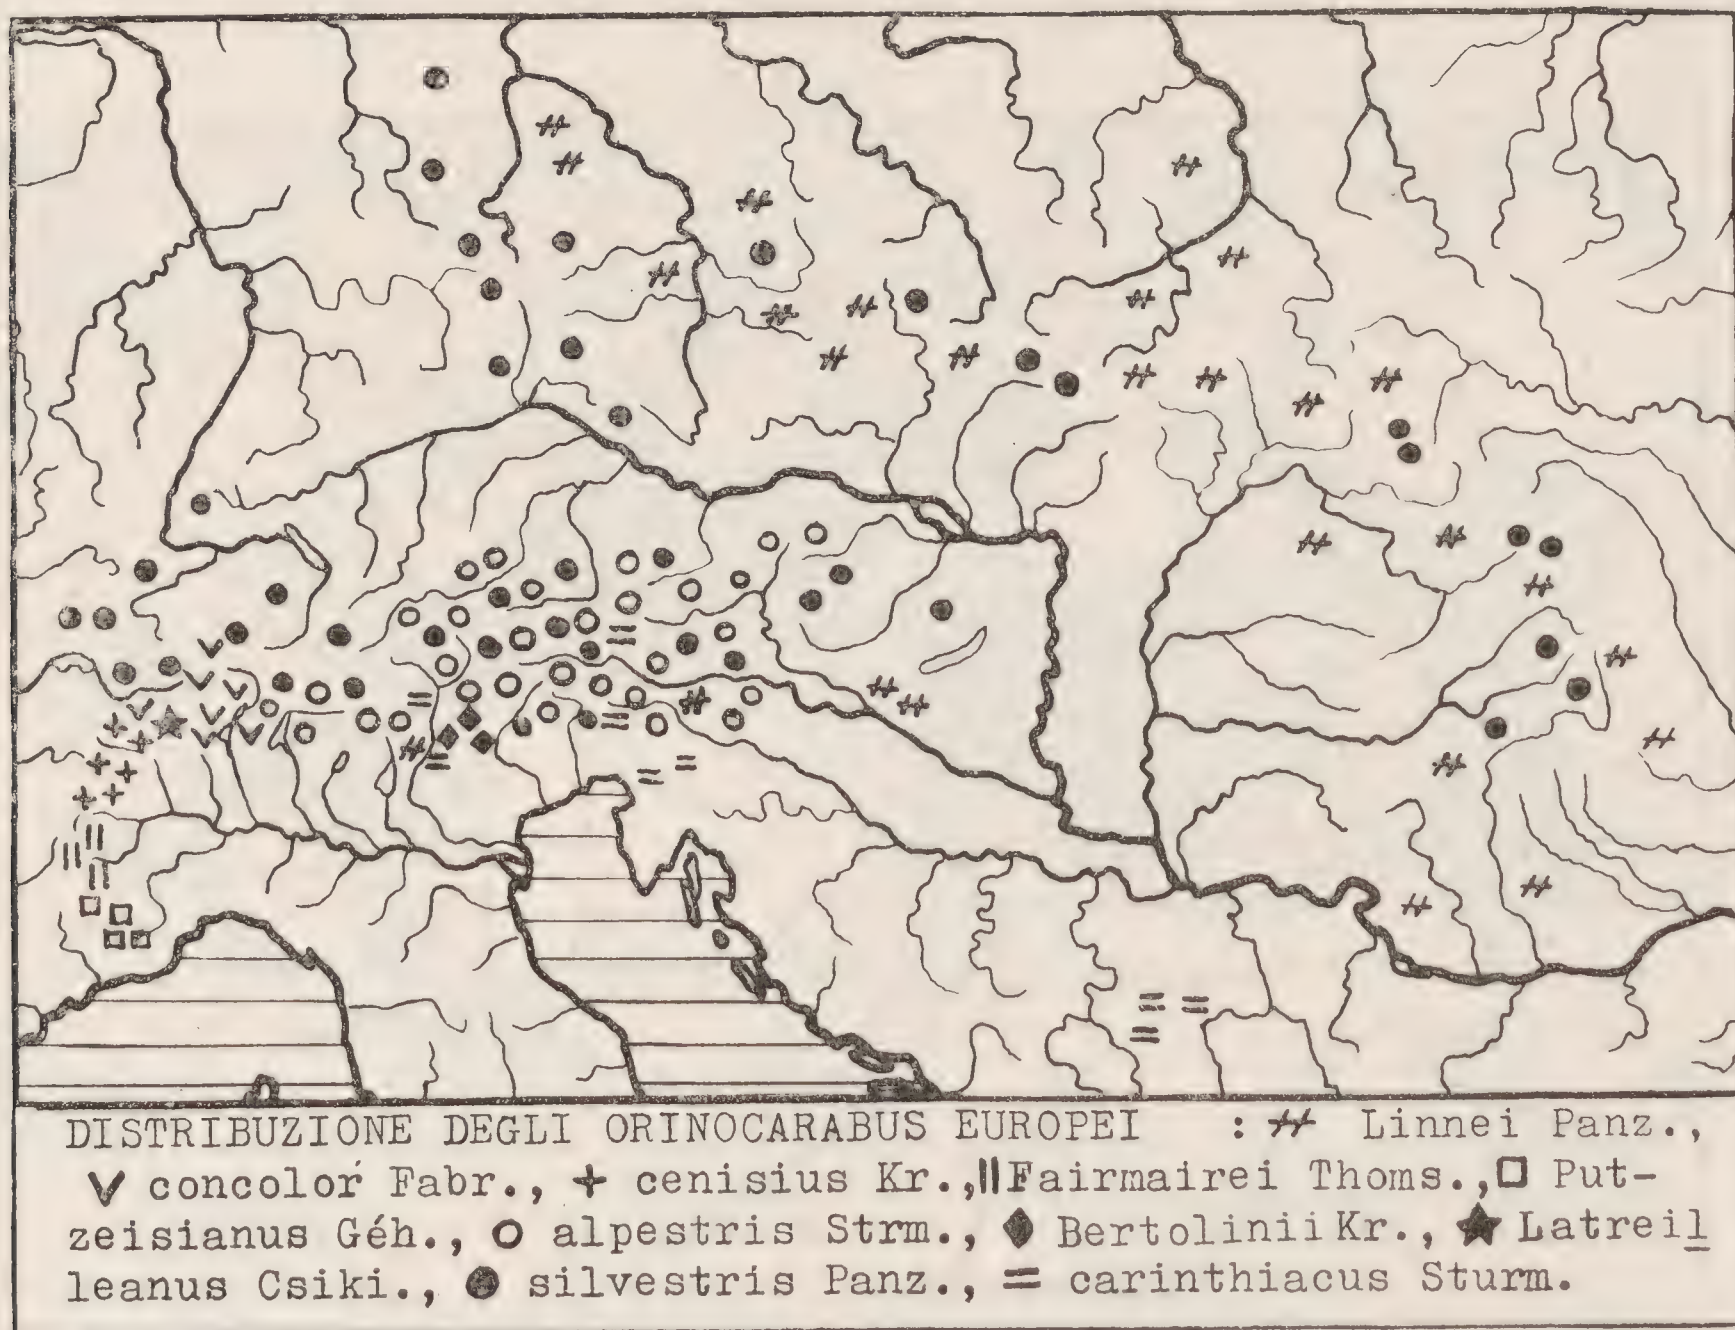 DISTRIBUZIONE DEGLI ORINOCARABUS EUROPEI : Linnei Panz.,
concolor Fabr., + cenisius Kr., || Fairmairei Thoms., □ Put-
zeisianus Géh., O alpestris Strm., ◆ Bertolinii Kr., ★ Latreil
leanus Csiki., ● silvestris Panz., = carinthiacus Sturm.